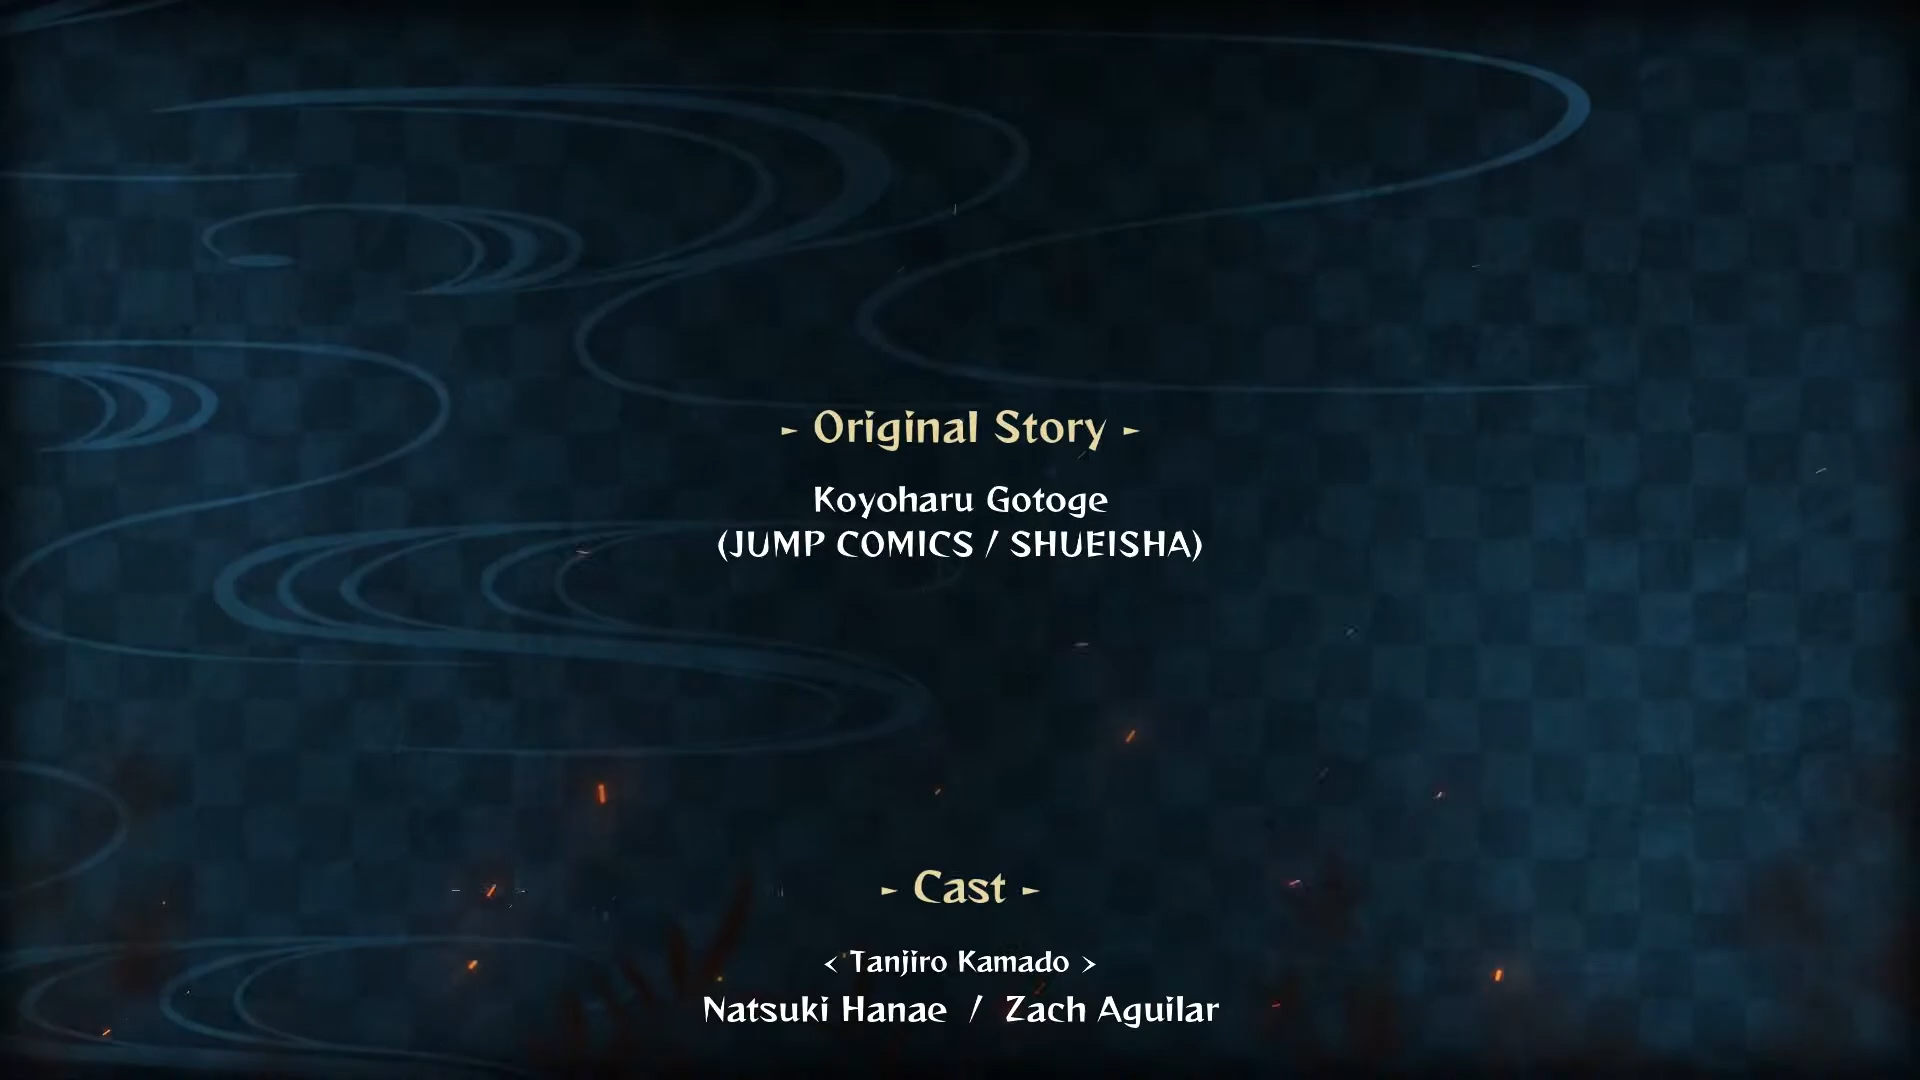 - Original Story -
Koyoharu Gotoge
(JUMP COMICS / SHUEISHA)
- Cast -
< Tanjiro Kamado >
Natsuki Hanae / Zach Aguilar